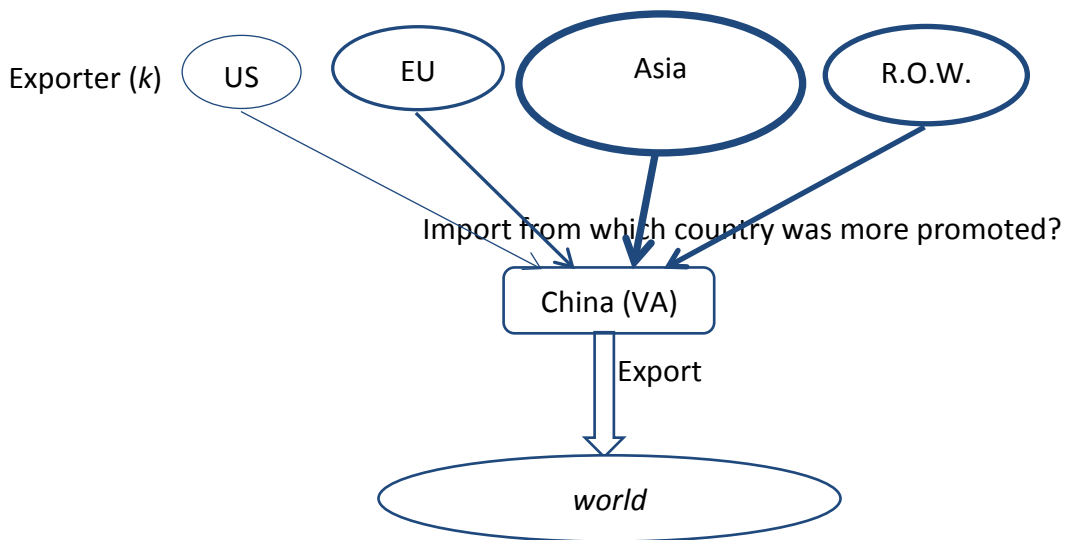 Exporter (k)
US
EU
Asia
R.O.W.
Import from which country was more promoted?
China (VA)
Export
world